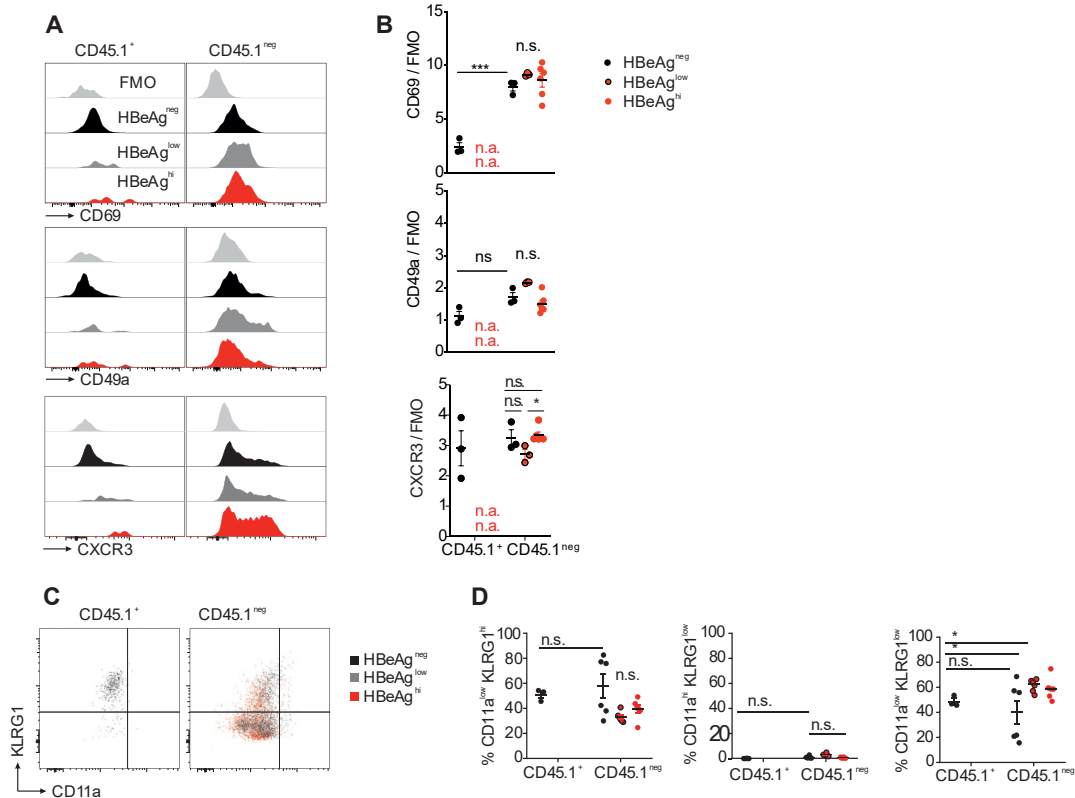 A
CD45.1+ CD45.1neg
FMO
HBeAgneg
HBeAglow
HBeAghi
CD69
CD49a
CXCR3
B
15
10
5
0
CD69 / FMO
***
n.s.
n.a.
n.a.
HBeAgneg
HBeAglow
HBeAghi
5
4
3
2
1
0
CD49a / FMO
ns
n.s.
n.a.
n.a.
5
4
3
2
1
0
CXCR3 / FMO
n.s.
n.s. *
n.a.
n.a.
CD45.1+ CD45.1neg
C
CD45.1+ CD45.1neg
KLRG1
CD11a
HBeAgneg
HBeAglow
HBeAghi
D
% CD11alow KLRG1hi
100
80
60
40
20
0
n.s.
n.s.
CD45.1+ CD45.1neg
% CD11ahi KLRG1low
100
80
60
40
20
0
n.s.
n.s.
CD45.1+ CD45.1neg
% CD11alow KLRG1low
100
80
60
40
20
0
*
*
n.s.
CD45.1+ CD45.1neg